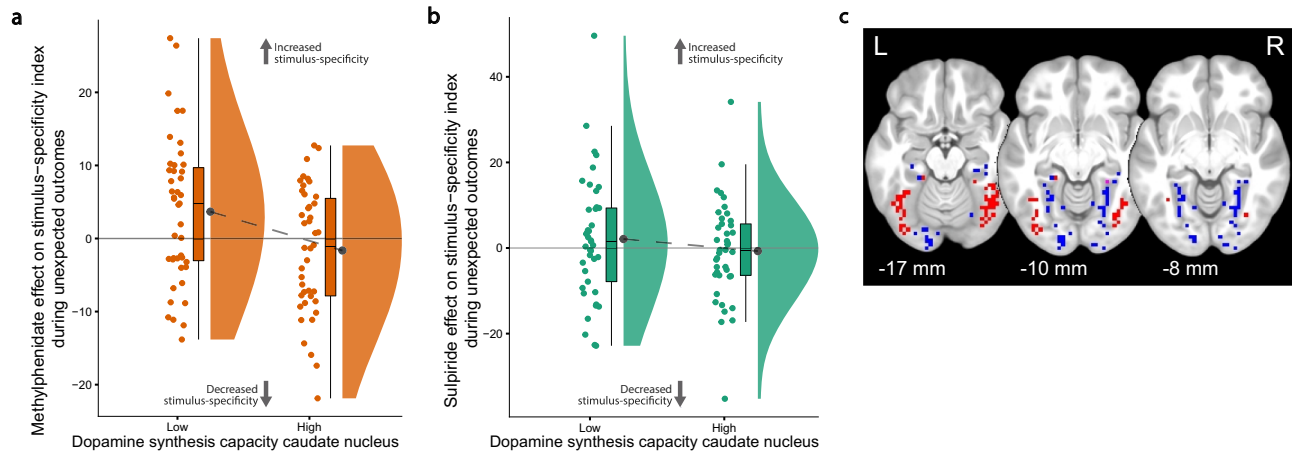 a
Methylphenidate effect on stimulus−specificity index
during unexpected outcomes
20
10
0
−10
−20
Increased
stimulus-specificity
Decreased
stimulus-specificity
Low
High
Dopamine synthesis capacity caudate nucleus
b
Sulpiride effect on stimulus−specificity index
during unexpected outcomes
40
20
0
−20
Increased
stimulus-specificity
Decreased
stimulus-specificity
Low
High
Dopamine synthesis capacity caudate nucleus
c
L
R
-17 mm
-10 mm
-8 mm